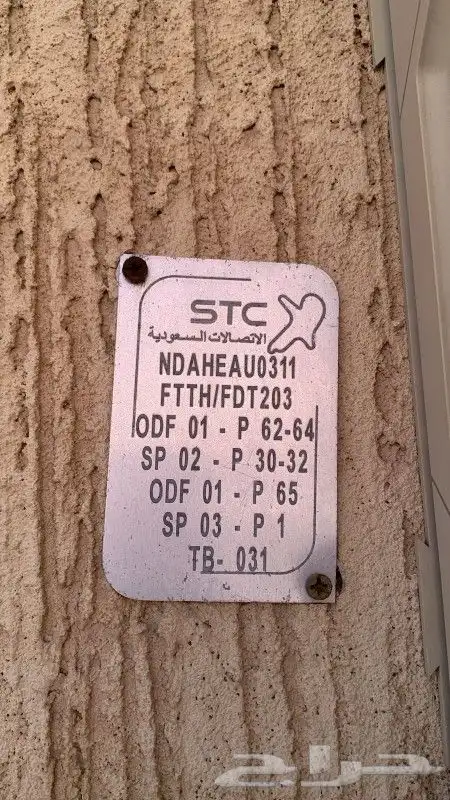 STC
الاتصالات السعودية
NDAHEAU0311
FTTH/FDT203
ODF 01 - P 62-64
SP 02 - P 30-32
ODF 01 - P 65
SP 03 - P 1
TB- 031
حراج